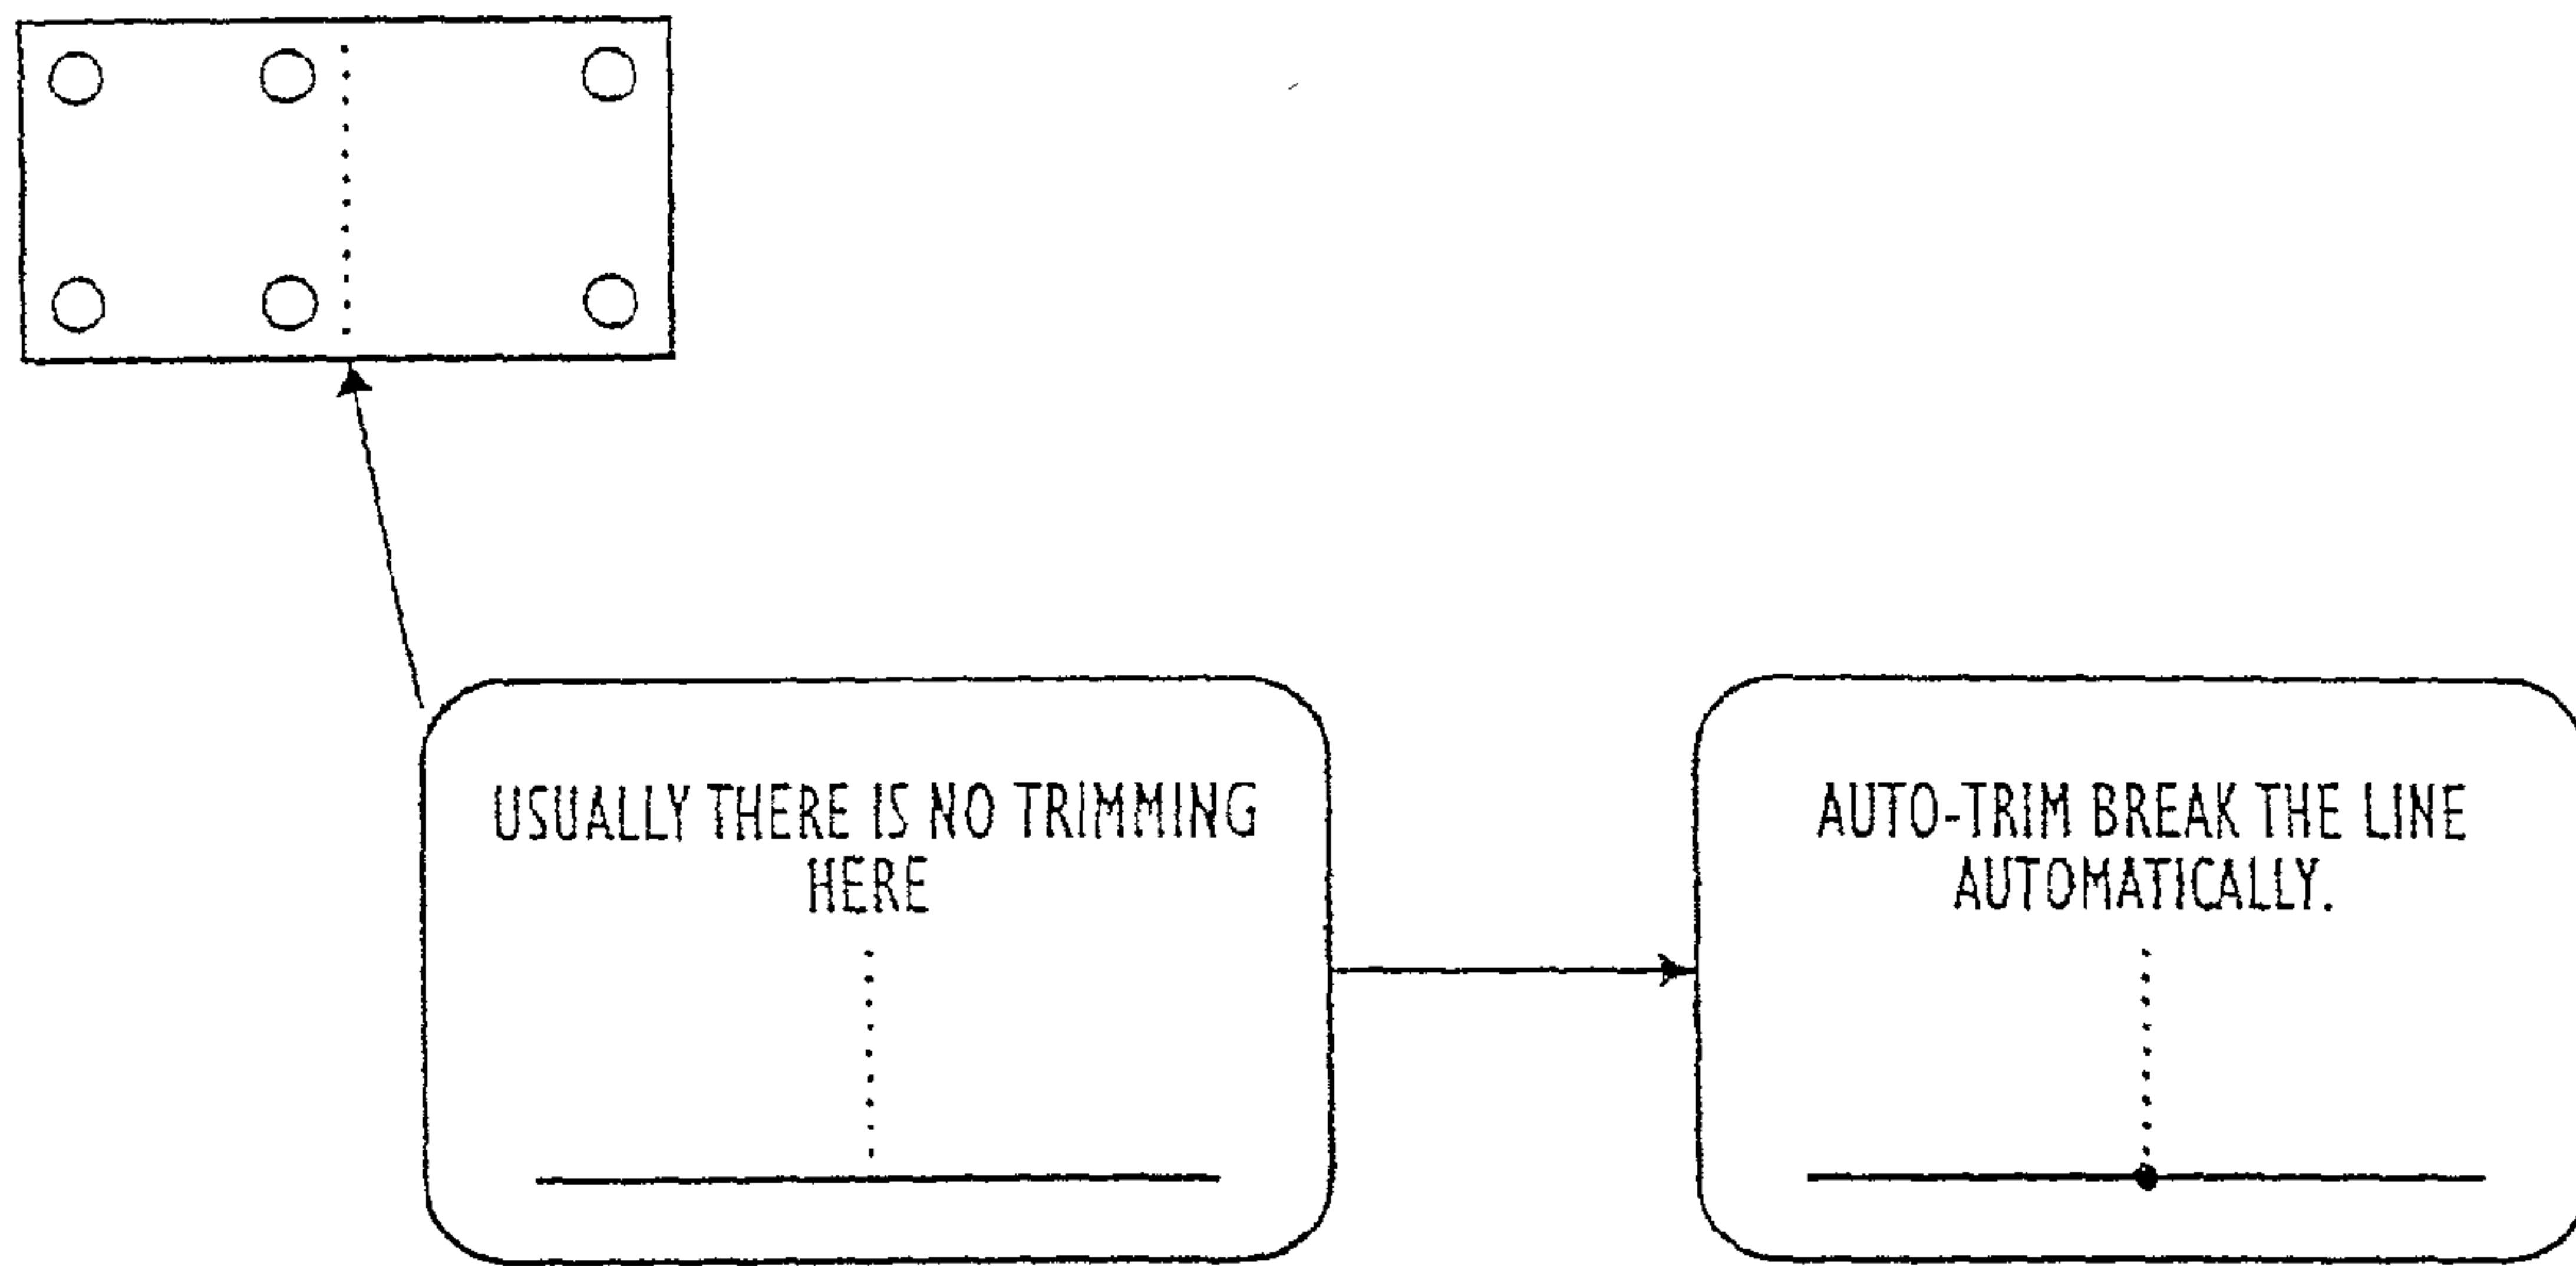 USUALLY THERE IS NO TRIMMING
HERE
AUTO-TRIM BREAK THE LINE
AUTOMATICALLY.